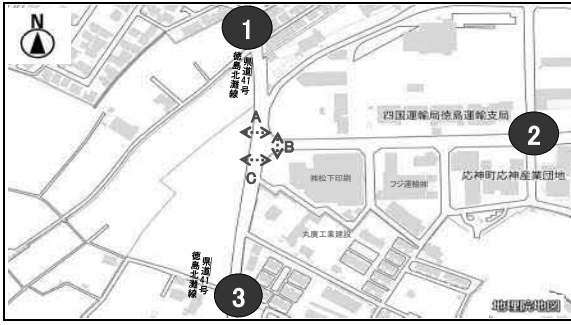 N
1
県道41号
徳島北灘線
A
B
C
四国運輸局徳島運輸支局
2
㈱松下印刷
フジ運輸㈱
応神町応神産業団地
丸廣工業建設
県道41号
徳島北灘線
3
地理院地図